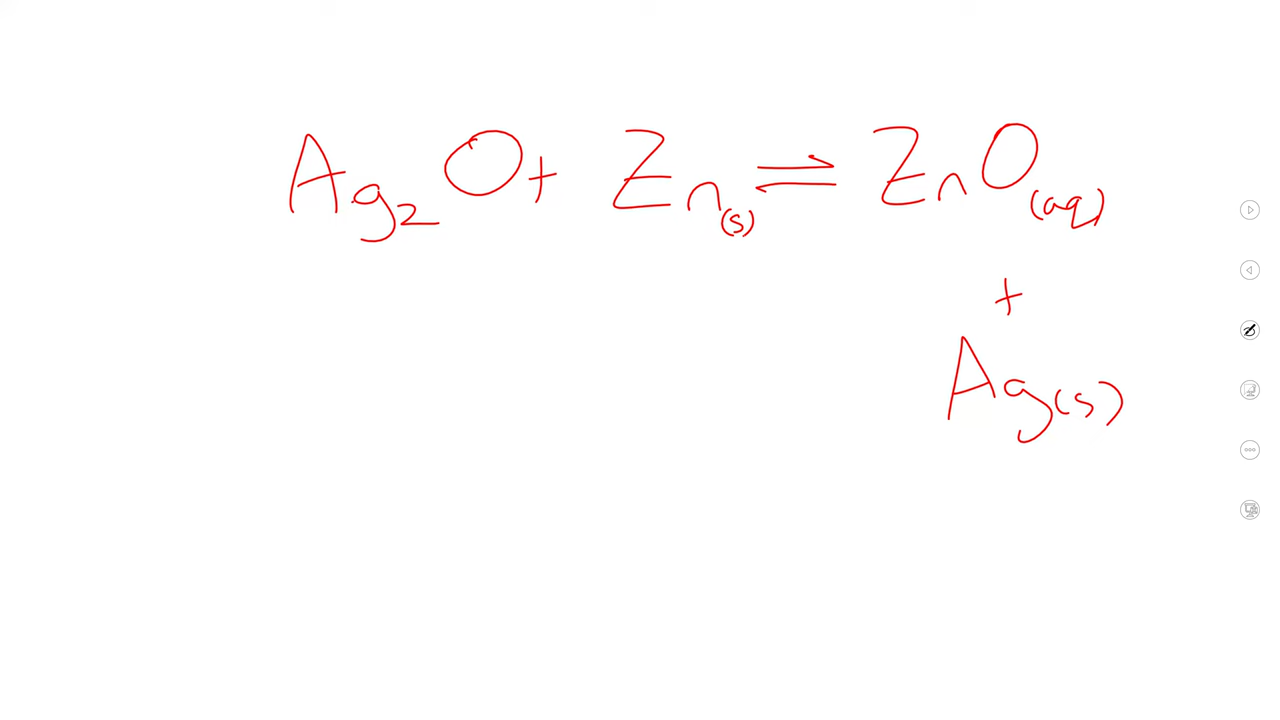 Ag₂O + Zn(s) ⇌ ZnO(aq)
+
Ag(s)